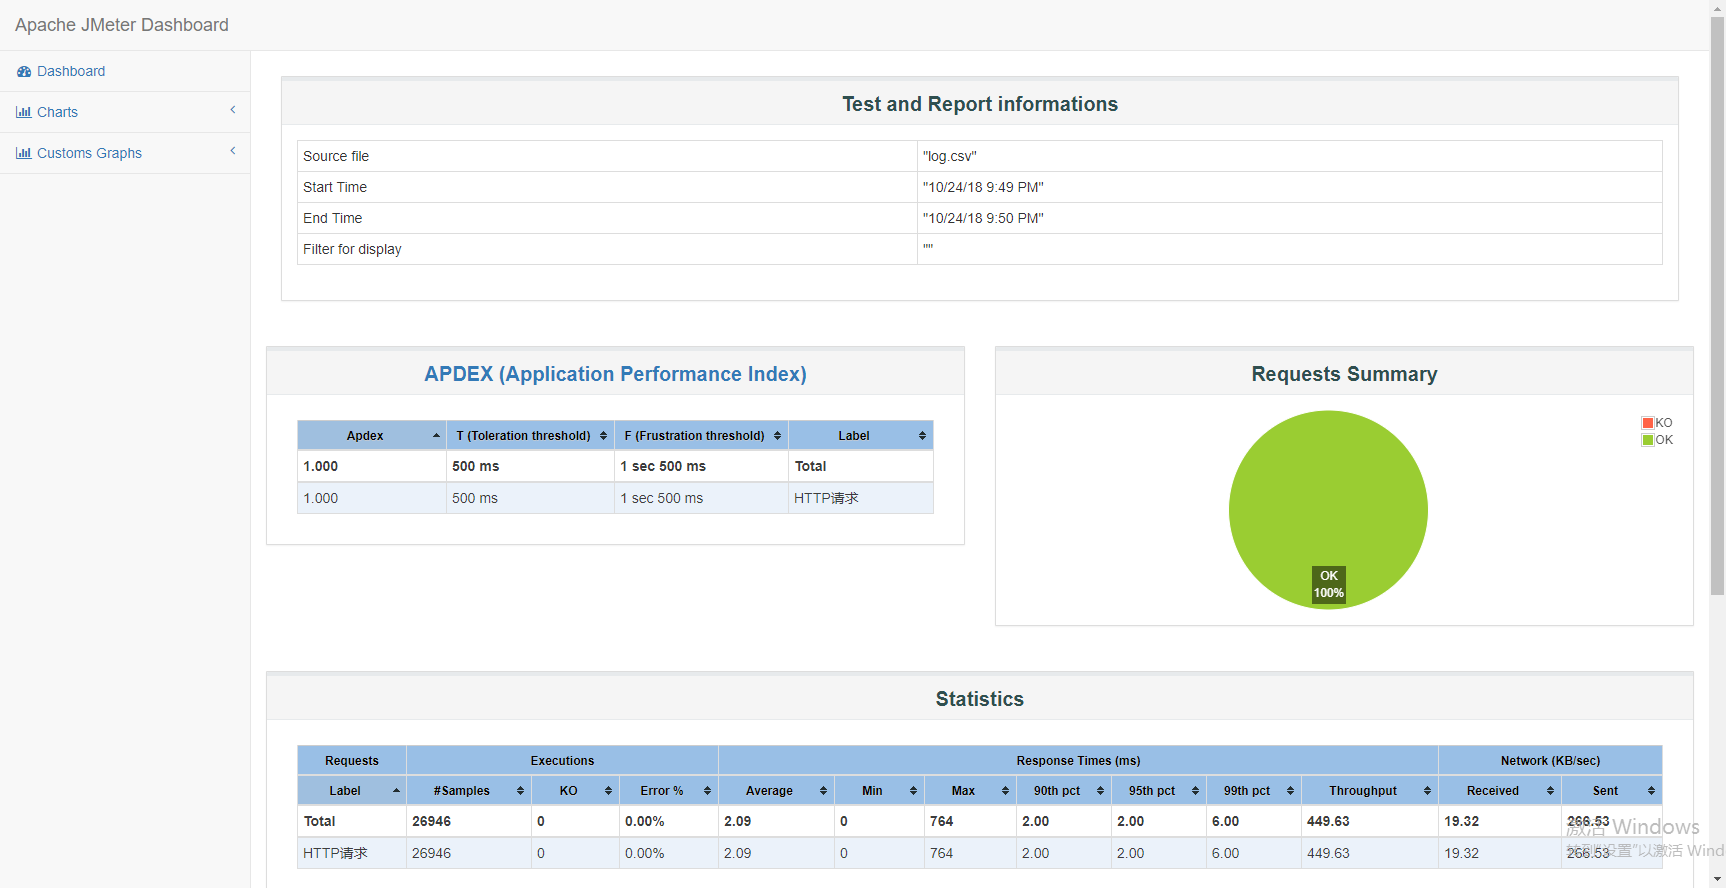 Apache JMeter Dashboard
Dashboard
Charts
Customs Graphs
Test and Report informations
Source file "log.csv"
Start Time "10/24/18 9:49 PM"
End Time "10/24/18 9:50 PM"
Filter for display ""
APDEX (Application Performance Index)
Apdex T (Toleration threshold) F (Frustration threshold) Label
1.000 500 ms 1 sec 500 ms Total
1.000 500 ms 1 sec 500 ms HTTP请求
Requests Summary
KO
OK
OK
100%
Statistics
Requests Executions Response Times (ms) Network (KB/sec)
Label #Samples KO Error % Average Min Max 90th pct 95th pct 99th pct Throughput Received Sent
Total 26946 0 0.00% 2.09 0 764 2.00 2.00 6.00 449.63 19.32 266.53
HTTP请求 26946 0 0.00% 2.09 0 764 2.00 2.00 6.00 449.63 19.32 266.53
激活 Windows
转到"设置"以激活 Wind